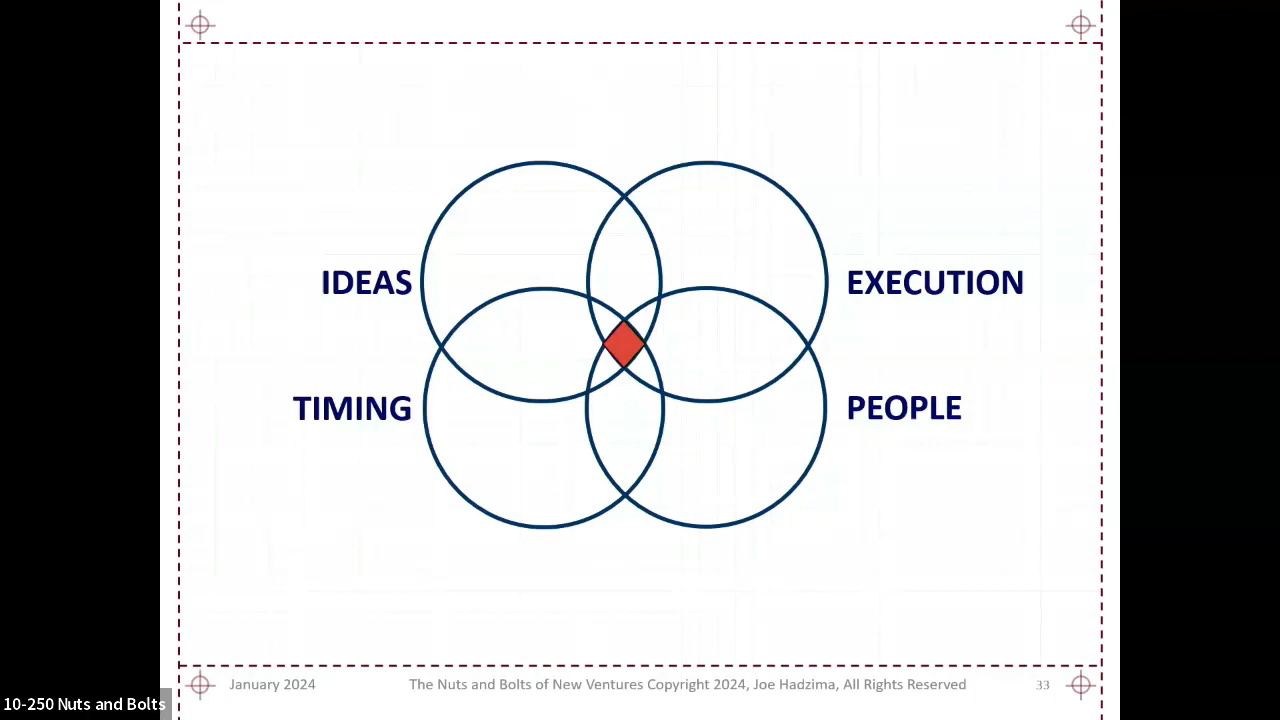 IDEAS
EXECUTION
TIMING
PEOPLE
January 2024
The Nuts and Bolts of New Ventures Copyright 2024, Joe Hadzima, All Rights Reserved
33
10-250 Nuts and Bolts